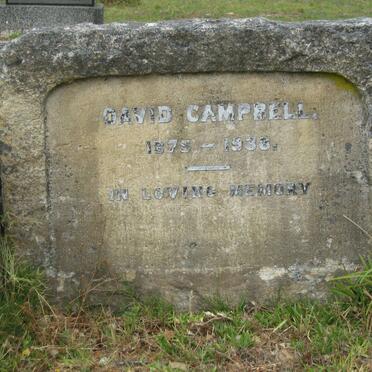 DAVID CAMPBELL.
1875 – 1936.
IN LOVING MEMORY